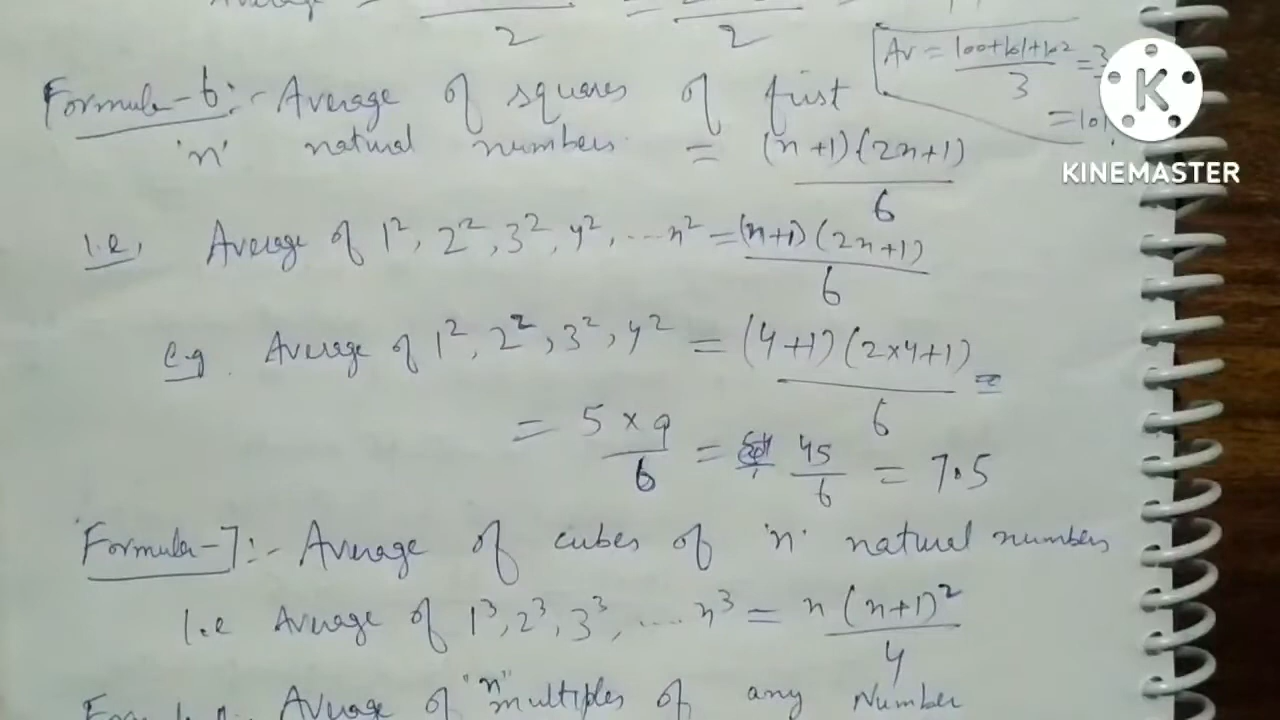 Average = 
2 = 2
Av = 100+101+102 / 3 = 3
= 101
Formula-6:- Average of squares of first
'n' natural numbers = (n+1)(2n+1) / 6
I.e, Average of 1², 2², 3², 4², ....n² = (n+1)(2n+1) / 6
e.g. Average of 1², 2², 3², 4² = (4+1)(2×4+1) / 6 =
= 5 × 9 / 6 = 45 / 6 = 7.5
Formula-7:- Average of cubes of 'n' natural numbers
I.e Average of 1³, 2³, 3³, ....n³ = n(n+1)² / 4
Average of "n" multiples of any Number
KINEMASTER